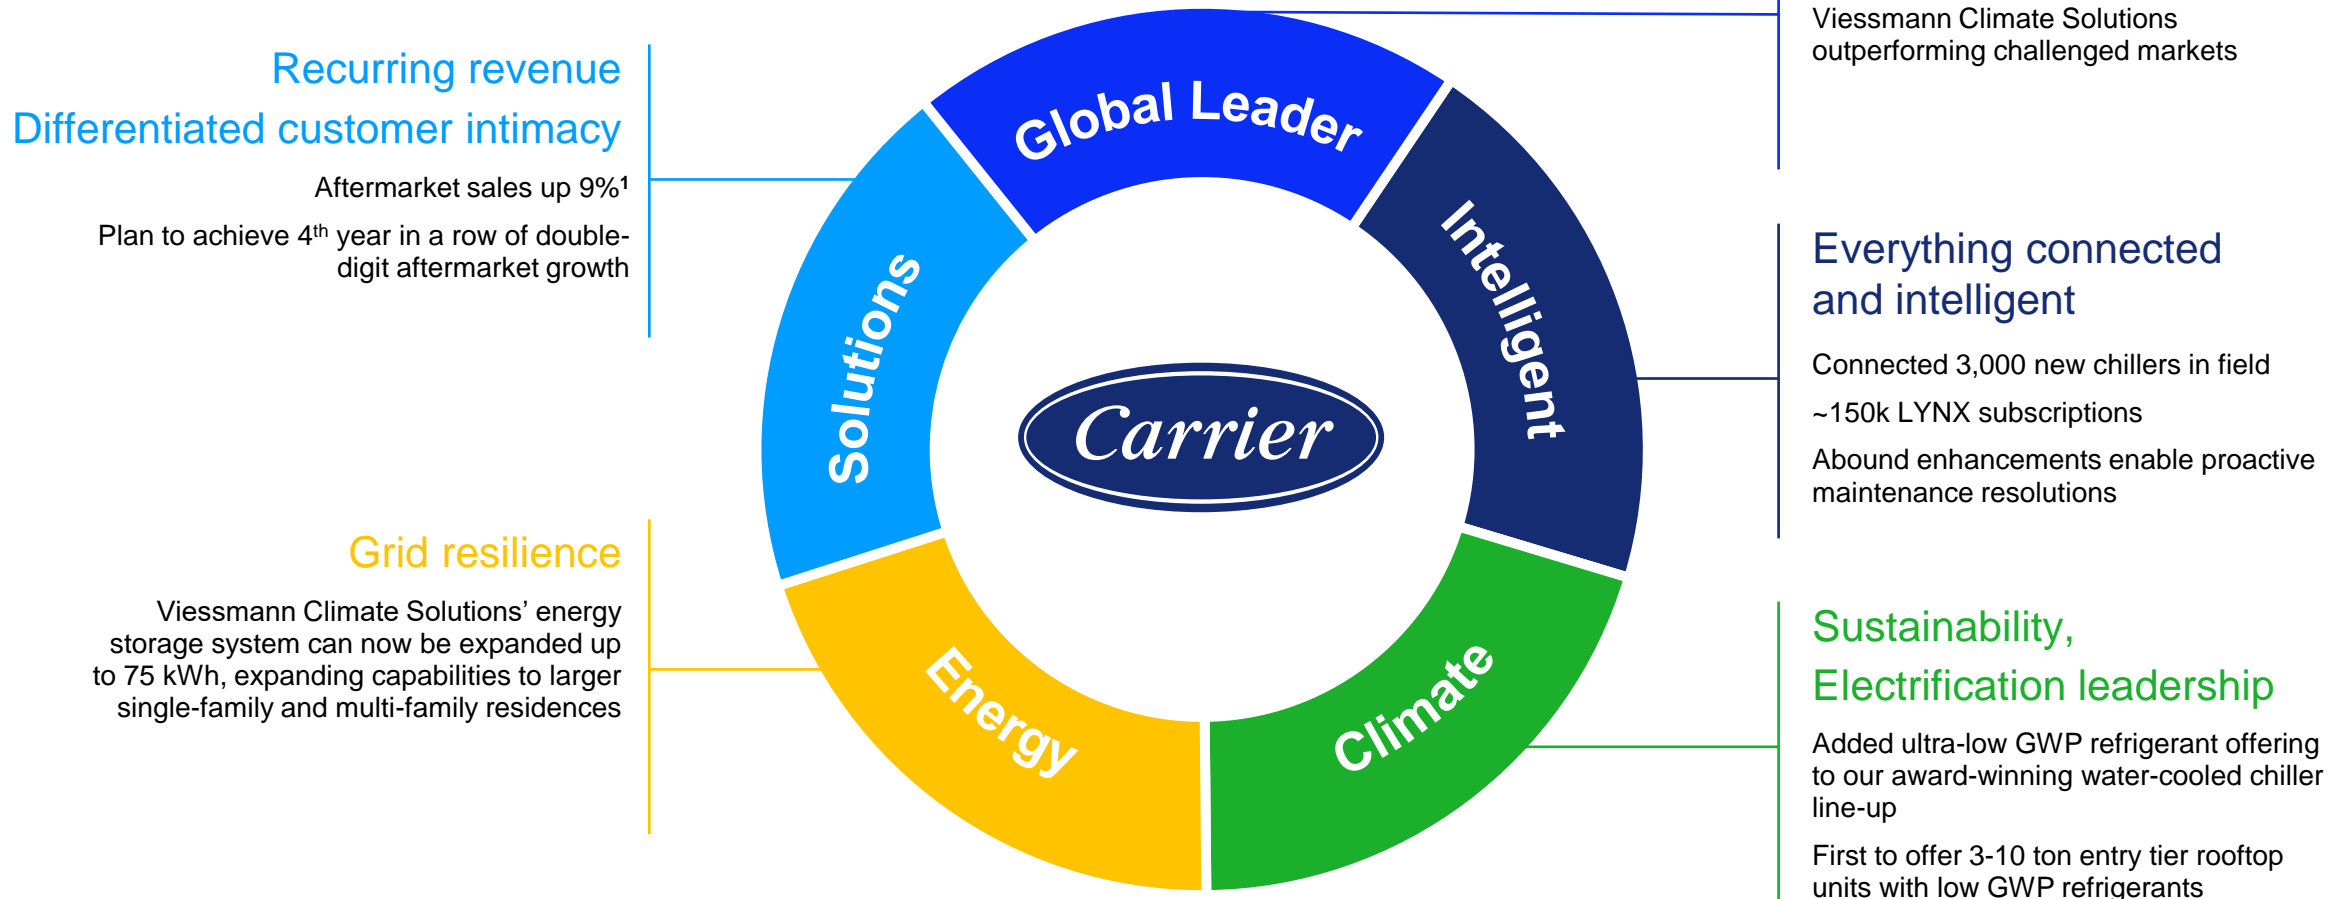 Recurring revenue
Differentiated customer intimacy
Aftermarket sales up 9%¹
Plan to achieve 4th year in a row of double-
digit aftermarket growth
Grid resilience
Viessmann Climate Solutions’ energy
storage system can now be expanded up
to 75 kWh, expanding capabilities to larger
single-family and multi-family residences
Global Leader
Intelligent
Climate
Energy
Solutions
Carrier
Viessmann Climate Solutions
outperforming challenged markets
Everything connected
and intelligent
Connected 3,000 new chillers in field
~150k LYNX subscriptions
Abound enhancements enable proactive
maintenance resolutions
Sustainability,
Electrification leadership
Added ultra-low GWP refrigerant offering
to our award-winning water-cooled chiller
line-up
First to offer 3-10 ton entry tier rooftop
units with low GWP refrigerants